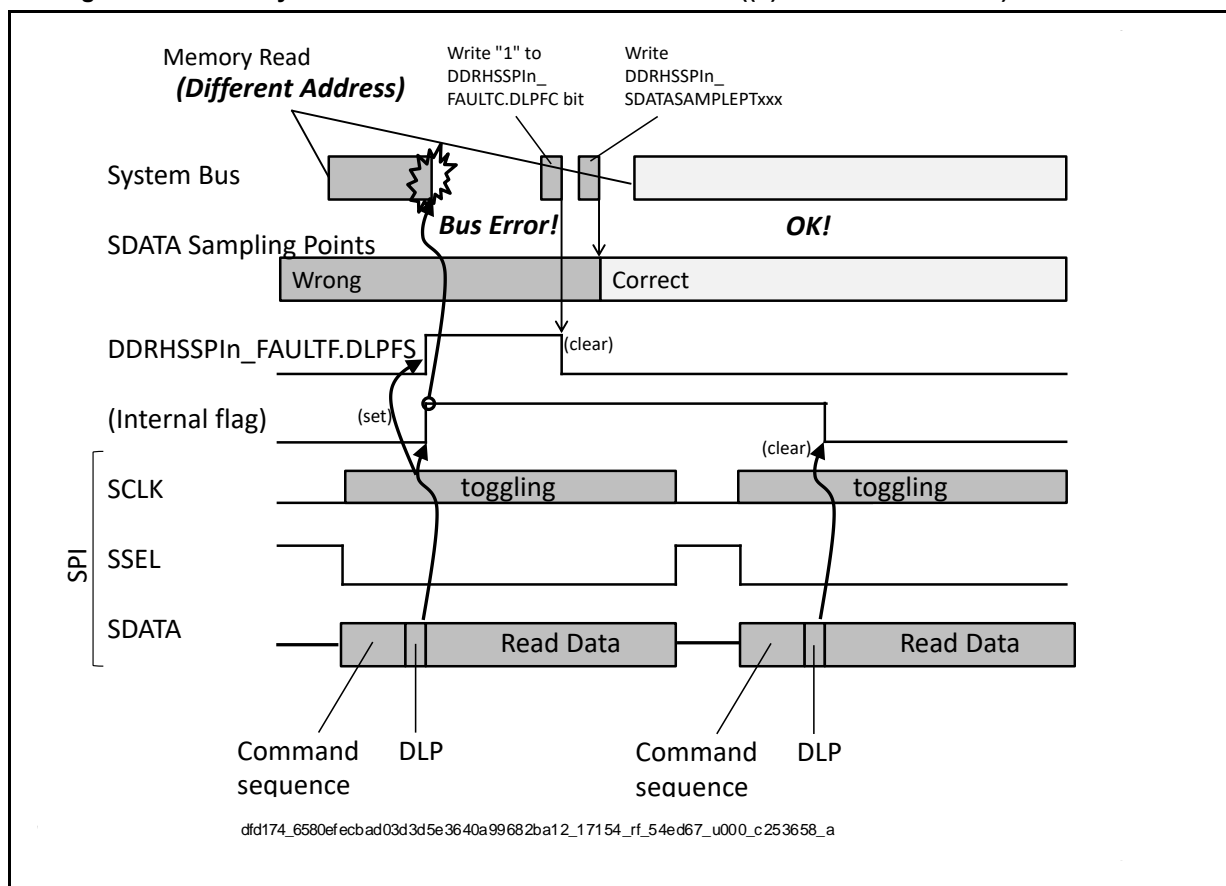 Memory Read
(Different Address)
Write "1" to
DDRHSSPIn_
FAULTC.DLPFC bit
Write
DDRHSSPIn_
SDATASAMPLEPTxxx
System Bus
Bus Error!
OK!
SDATA Sampling Points
Wrong
Correct
DDRHSSPIn_FAULTF.DLPFS
(clear)
(Internal flag)
(set)
(clear)
SPI
SCLK
toggling
toggling
SSEL
SDATA
Read Data
Read Data
Command
sequence
DLP
Command
sequence
DLP
dfd174_6580efecbad03d3d5e3640a99682ba12_17154_rf_54ed67_u000_c253658_a